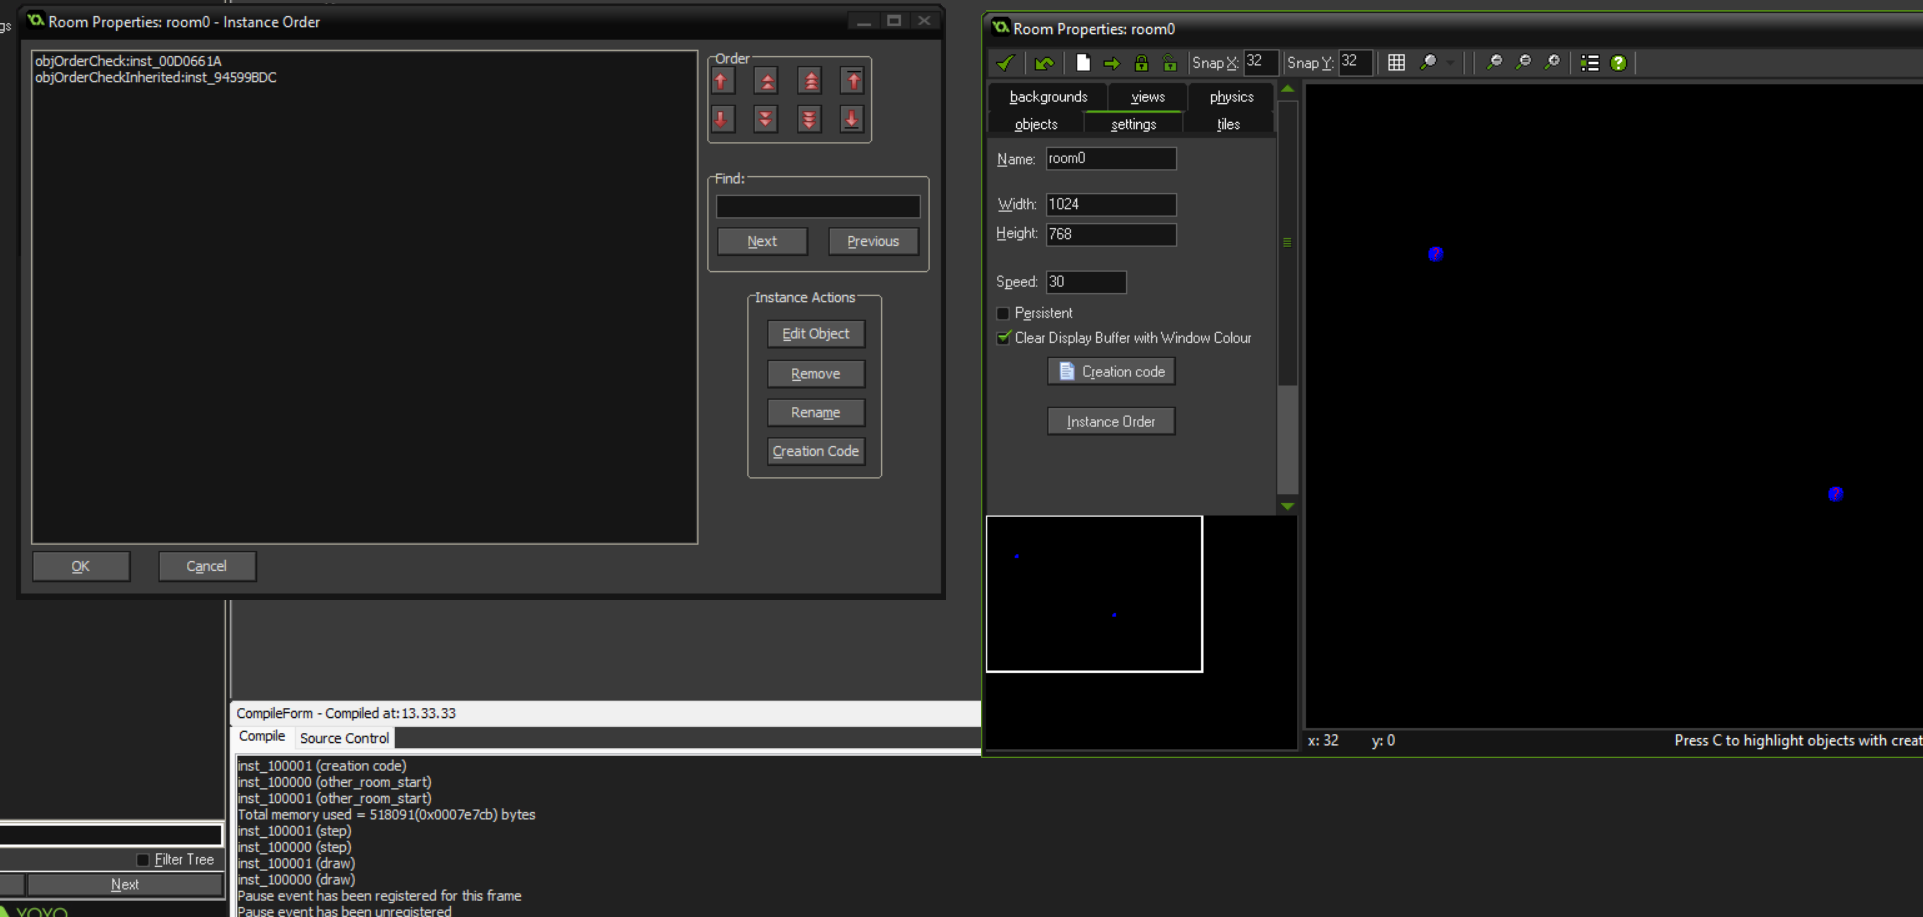 gs
Room Properties: room0 - Instance Order
objOrderCheck:inst_00D0661A
objOrderCheckInherited:inst_94599BDC
Order
Find:
Next Previous
Instance Actions
Edit Object
Remove
Rename
Creation Code
OK Cancel
Room Properties: room0
Snap X: 32 Snap Y: 32
backgrounds views physics
objects settings tiles
Name: room0
Width: 1024
Height: 768
Speed: 30
Persistent
Clear Display Buffer with Window Colour
Creation code
Instance Order
x: 32 y: 0 Press C to highlight objects with creat
CompileForm - Compiled at:13.33.33
Compile Source Control
inst_100001 (creation code)
inst_100000 (other_room_start)
inst_100001 (other_room_start)
Total memory used = 518091(0x0007e7cb) bytes
inst_100001 (step)
inst_100000 (step)
inst_100001 (draw)
inst_100000 (draw)
Pause event has been registered for this frame
Pause event has been unregistered
Filter Tree
Next
YOYO